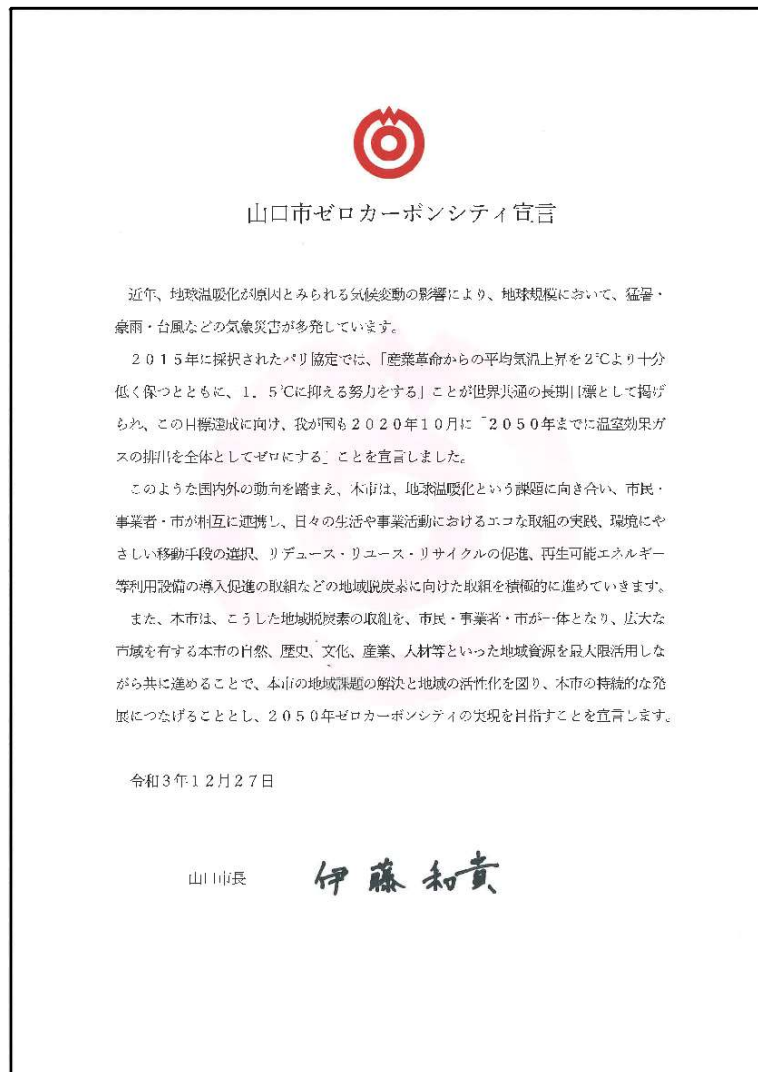 山口市ゼロカーボンシティ宣言
近年、地球温暖化が原因とみられる気候変動の影響により、地球規模において、猛暑・
豪雨・台風などの気象災害が多発しています。
2015年に採択されたパリ協定では、「産業革命からの平均気温上昇を2℃より十分
低く保つとともに、1.5℃に抑える努力をする」ことが世界共通の長期目標として掲げ
られ、この目標達成に向け、我が国も2020年10月に「2050年までに温室効果ガ
スの排出を全体としてゼロにする」ことを宣言しました。
このような国内外の動向を踏まえ、本市は、地球温暖化という課題に向き合い、市民・
事業者・市が相互に連携し、日々の生活や事業活動におけるエコな取組の実践、環境にや
さしい移動手段の選択、リデュース・リユース・リサイクルの促進、再生可能エネルギー
等利用設備の導入促進の取組などの地域脱炭素に向けた取組を積極的に進めていきます。
また、本市は、こうした地域脱炭素の取組を、市民・事業者・市が一体となり、広大な
市域を有する本市の自然、歴史、文化、産業、人材等といった地域資源を最大限活用しな
がら共に進めることで、本市の地域課題の解決と地域の活性化を図り、本市の持続的な発
展につなげることとし、2050年ゼロカーボンシティの実現を目指すことを宣言します。
令和3年12月27日
山口市長 伊藤和貴